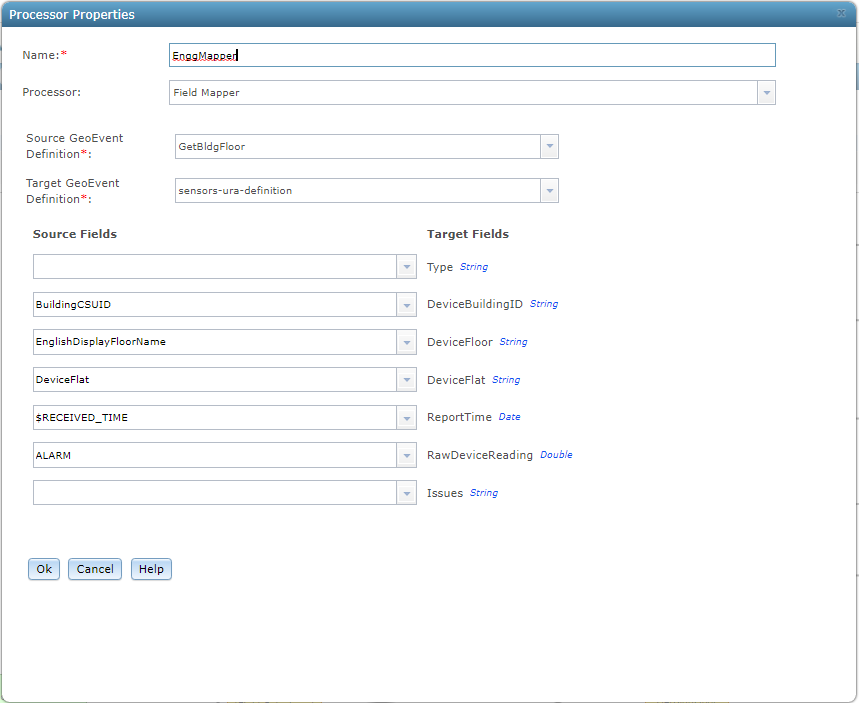 Processor Properties
Name:*
EnggMapper
Processor:
Field Mapper
Source GeoEvent
Definition*:
GetBldgFloor
Target GeoEvent
Definition*:
sensors-ura-definition
Source Fields Target Fields
Type String
BuildingCSUID DeviceBuildingID String
EnglishDisplayFloorName DeviceFloor String
DeviceFlat DeviceFlat String
$RECEIVED_TIME ReportTime Date
ALARM RawDeviceReading Double
Issues String
Ok Cancel Help